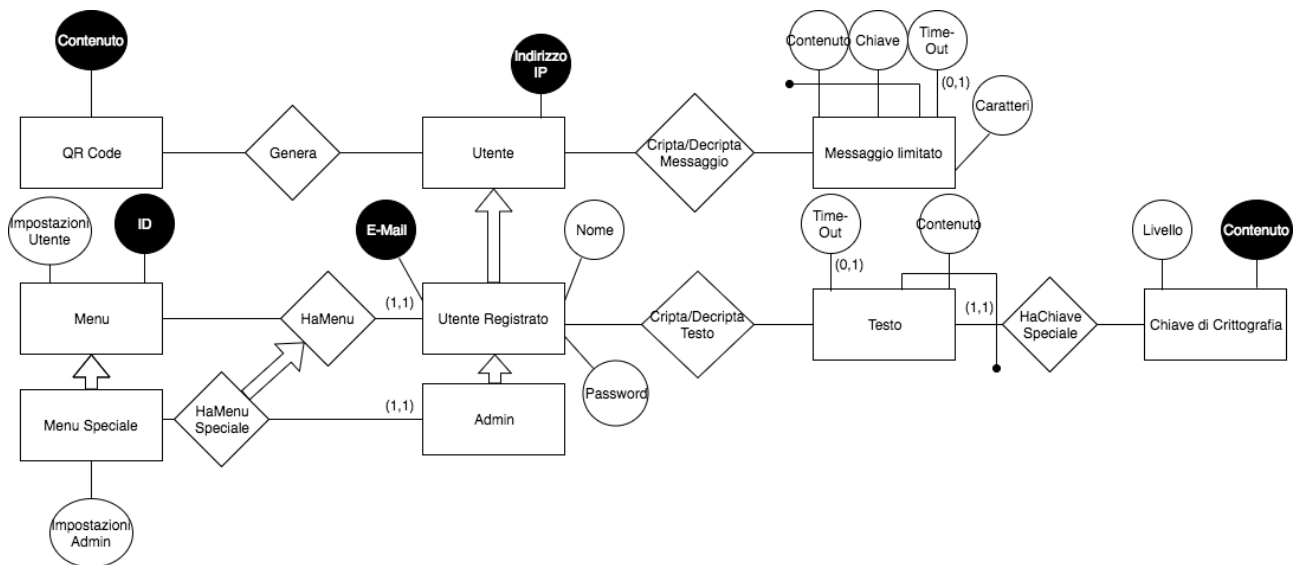 Contenuto
Indirizzo
IP
Contenuto
Chiave
Time-
Out
(0,1)
Caratteri
QR Code
Genera
Utente
Cripta/Decripta
Messaggio
Messaggio limitato
Impostazioni
Utente
ID
E-Mail
Nome
Time-
Out
(0,1)
Contenuto
Livello
Contenuto
Menu
HaMenu
(1,1)
Utente Registrato
Cripta/Decripta
Testo
Testo
(1,1)
HaChiave
Speciale
Chiave di Crittografia
Menu Speciale
HaMenu
Speciale
(1,1)
Admin
Password
Impostazioni
Admin